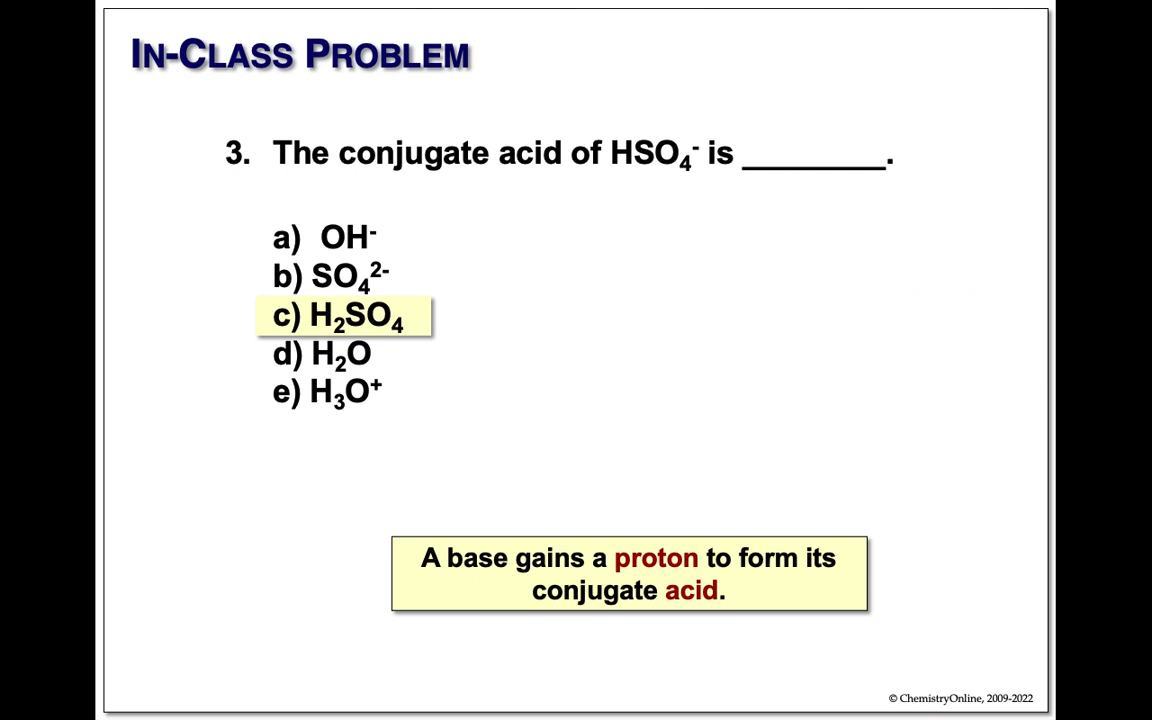 IN-CLASS PROBLEM
3. The conjugate acid of HSO₄⁻ is ________.
a) OH⁻
b) SO₄²⁻
c) H₂SO₄
d) H₂O
e) H₃O⁺
A base gains a proton to form its
conjugate acid.
© ChemistryOnline, 2009-2022